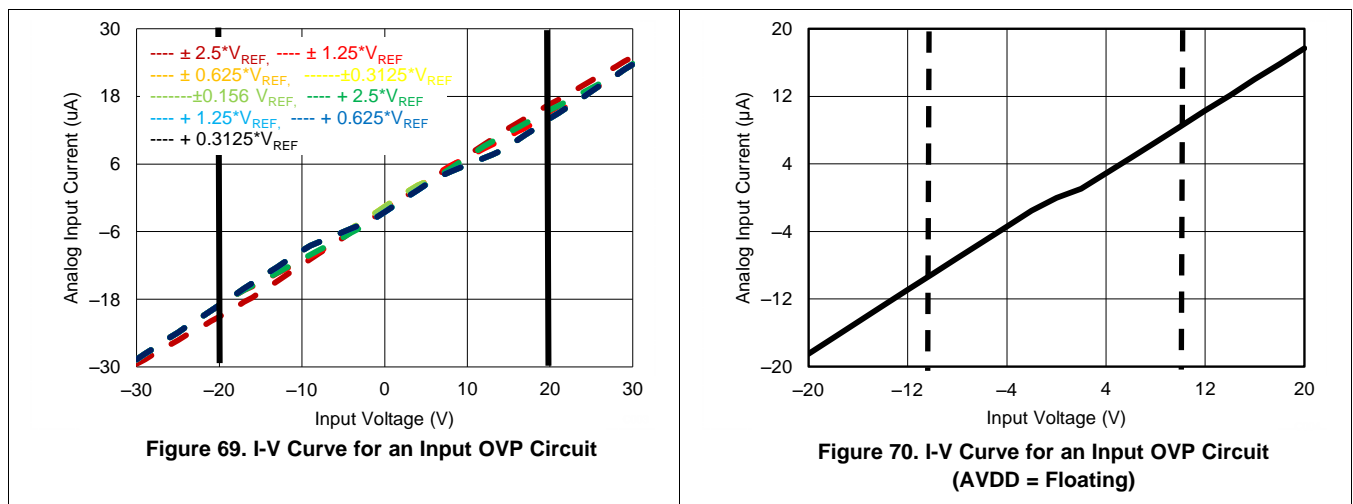 30
18
6
–6
–18
–30
Analog Input Current (uA)
---- ± 2.5*VREF, ---- ± 1.25*VREF
---- ± 0.625*VREF, ------±0.3125*VREF
-------±0.156 VREF, ---- + 2.5*VREF
---- + 1.25*VREF, ---- + 0.625*VREF
---- + 0.3125*VREF
–30
–20
–10
0
10
20
30
Input Voltage (V)
Figure 69. I-V Curve for an Input OVP Circuit
20
12
4
–4
–12
–20
Analog Input Current (µA)
–20
–12
–4
4
12
20
Input Voltage (V)
Figure 70. I-V Curve for an Input OVP Circuit
(AVDD = Floating)